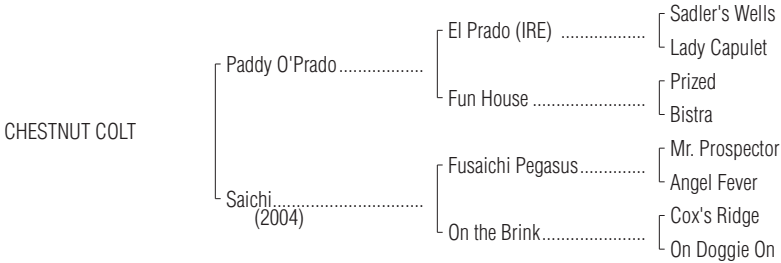 Sadler's Wells
El Prado (IRE) ...................
Lady Capulet
Paddy O'Prado..................
Prized
Fun House .........................
Bistra
CHESTNUT COLT
Mr. Prospector
Fusaichi Pegasus...............
Angel Fever
Saichi.................................
(2004)
Cox's Ridge
On the Brink.......................
On Doggie On